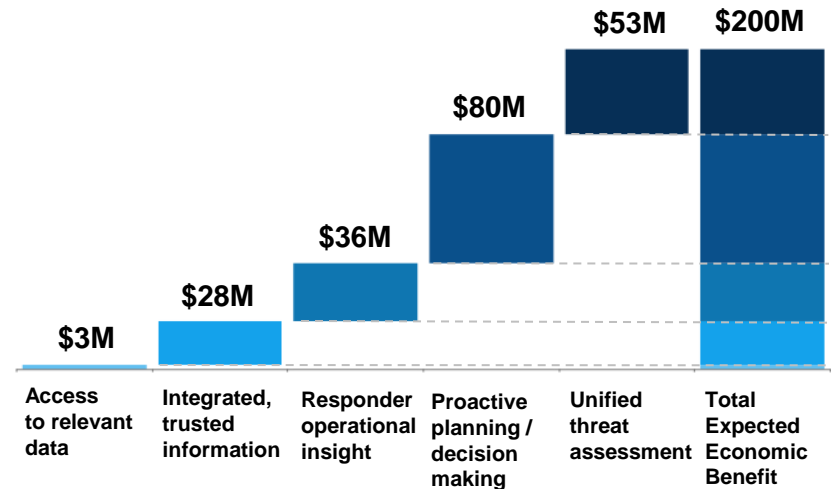 $53M
$200M
$80M
$36M
$28M
$3M
Access
to relevant
data
Integrated,
trusted
information
Responder
operational
insight
Proactive
planning /
decision
making
Unified
threat
assessment
Total
Expected
Economic
Benefit